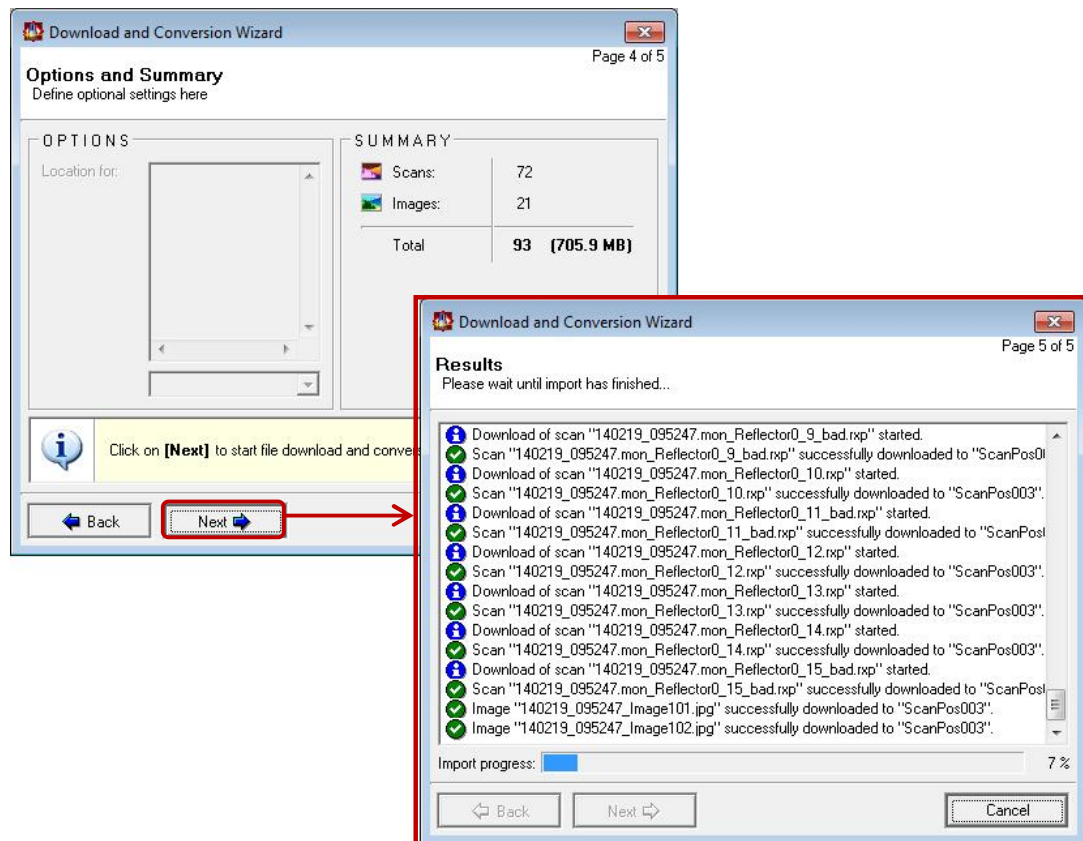 Download and Conversion Wizard
Page 4 of 5
Options and Summary
Define optional settings here
OPTIONS
Location for:
SUMMARY
Scans: 72
Images: 21
Total 93 (705.9 MB)
Click on [Next] to start file download and conver
Back
Next
Download and Conversion Wizard
Page 5 of 5
Results
Please wait until import has finished...
Download of scan "140219_095247.mon_Reflector0_9_bad.rxp" started.
Scan "140219_095247.mon_Reflector0_9_bad.rxp" successfully downloaded to "ScanPos0
Download of scan "140219_095247.mon_Reflector0_10.rxp" started.
Scan "140219_095247.mon_Reflector0_10.rxp" successfully downloaded to "ScanPos003".
Download of scan "140219_095247.mon_Reflector0_11_bad.rxp" started.
Scan "140219_095247.mon_Reflector0_11_bad.rxp" successfully downloaded to "ScanPos
Download of scan "140219_095247.mon_Reflector0_12.rxp" started.
Scan "140219_095247.mon_Reflector0_12.rxp" successfully downloaded to "ScanPos003".
Download of scan "140219_095247.mon_Reflector0_13.rxp" started.
Scan "140219_095247.mon_Reflector0_13.rxp" successfully downloaded to "ScanPos003".
Download of scan "140219_095247.mon_Reflector0_14.rxp" started.
Scan "140219_095247.mon_Reflector0_14.rxp" successfully downloaded to "ScanPos003".
Download of scan "140219_095247.mon_Reflector0_15_bad.rxp" started.
Scan "140219_095247.mon_Reflector0_15_bad.rxp" successfully downloaded to "ScanPos
Image "140219_095247_Image101.jpg" successfully downloaded to "ScanPos003".
Image "140219_095247_Image102.jpg" successfully downloaded to "ScanPos003".
Import progress: 7 %
Back
Next
Cancel